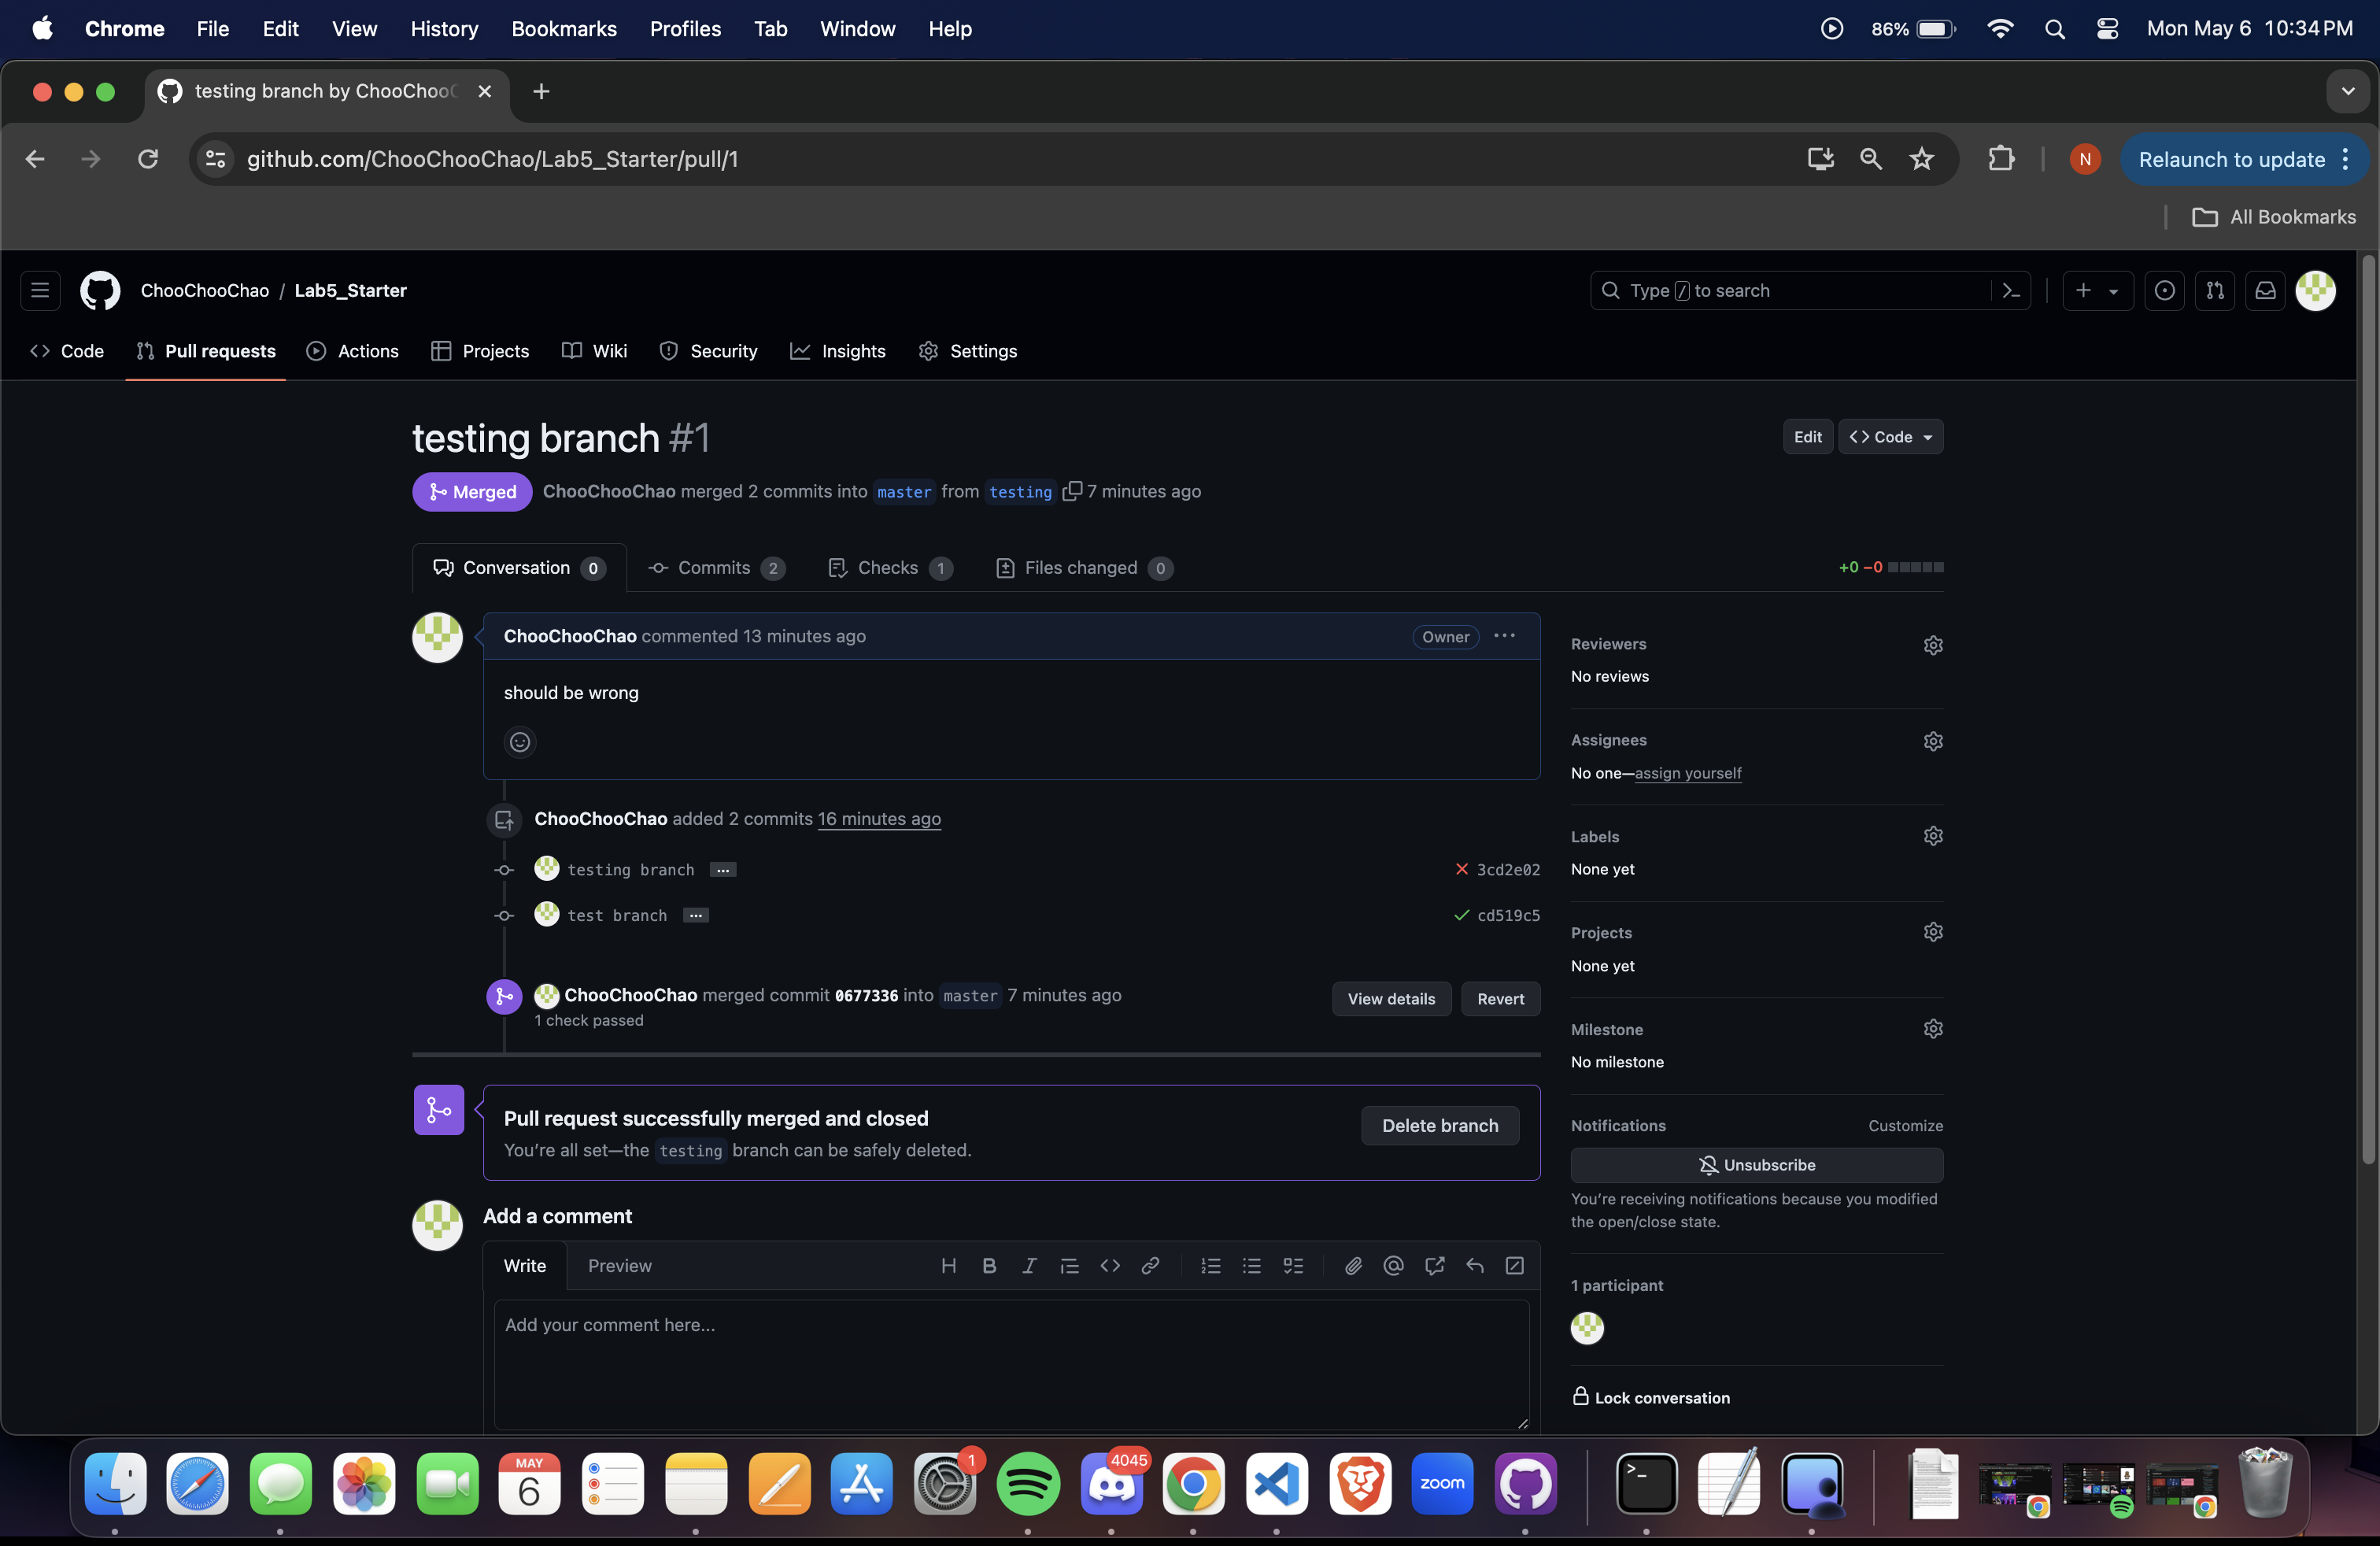 Chrome File Edit View History Bookmarks Profiles Tab Window Help 86% Mon May 6 10:34 PM
testing branch by ChooChoo
github.com/ChooChooChao/Lab5_Starter/pull/1 N Relaunch to update
All Bookmarks
ChooChooChao / Lab5_Starter Type / to search
Code Pull requests Actions Projects Wiki Security Insights Settings
testing branch #1 Edit Code
Merged ChooChooChao merged 2 commits into master from testing 7 minutes ago
Conversation 0 Commits 2 Checks 1 Files changed 0 +0 −0
ChooChooChao commented 13 minutes ago Owner
should be wrong
ChooChooChao added 2 commits 16 minutes ago
testing branch 3cd2e02
test branch cd519c5
ChooChooChao merged commit 0677336 into master 7 minutes ago View details Revert
1 check passed
Pull request successfully merged and closed Delete branch
You're all set—the testing branch can be safely deleted.
Add a comment
Write Preview
Add your comment here...
Reviewers
No reviews
Assignees
No one—assign yourself
Labels
None yet
Projects
None yet
Milestone
No milestone
Notifications Customize
Unsubscribe
You're receiving notifications because you modified
the open/close state.
1 participant
Lock conversation
MAY
6
1
4045
zoom